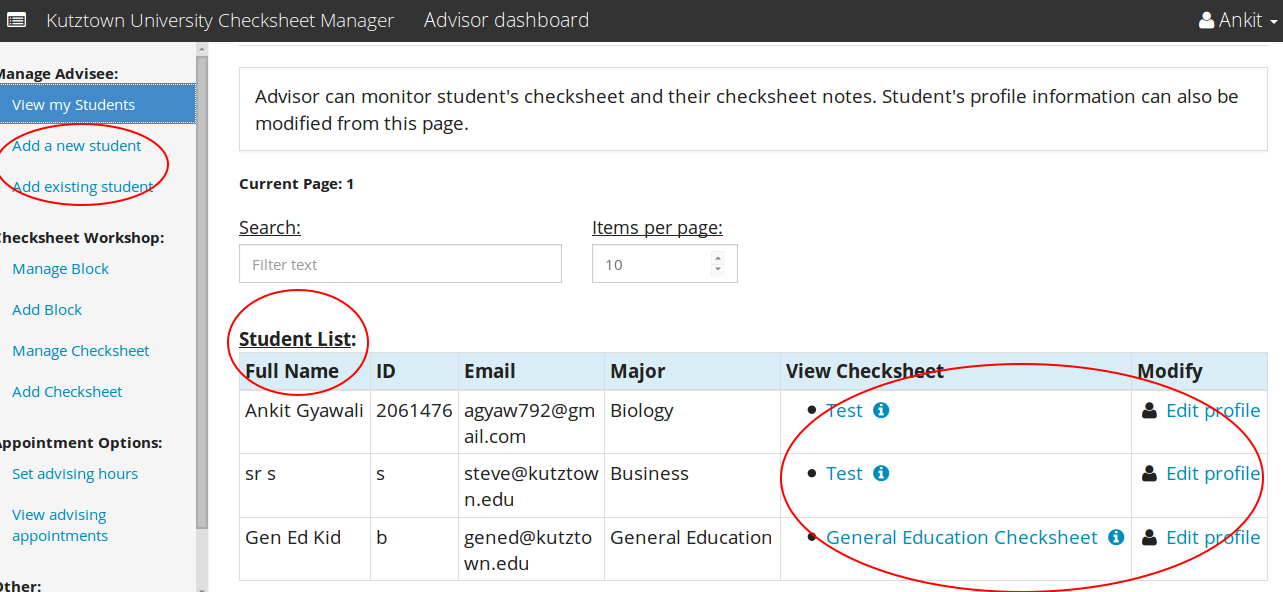 Kutztown University Checksheet Manager Advisor dashboard Ankit
Manage Advisee:
View my Students
Add a new student
Add existing student
Checksheet Workshop:
Manage Block
Add Block
Manage Checksheet
Add Checksheet
Appointment Options:
Set advising hours
View advising
appointments
Other:
Advisor can monitor student's checksheet and their checksheet notes. Student's profile information can also be
modified from this page.
Current Page: 1
Search: Items per page:
Filter text 10
Student List:
Full Name ID Email Major View Checksheet Modify
Ankit Gyawali 2061476 agyaw792@gm Biology Test Edit profile
ail.com
sr s s steve@kutztow Business Test Edit profile
n.edu
Gen Ed Kid b gened@kutzto General Education General Education Checksheet Edit profile
wn.edu